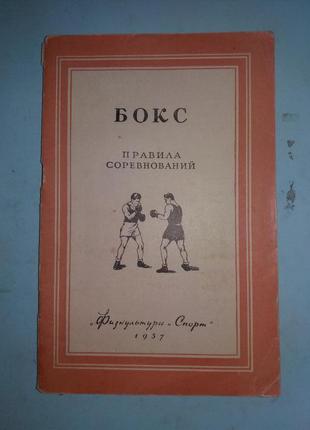 БОКС
ПРАВИЛА
СОРЕВНОВАНИЙ
„Физкультура и Спорт"
1957